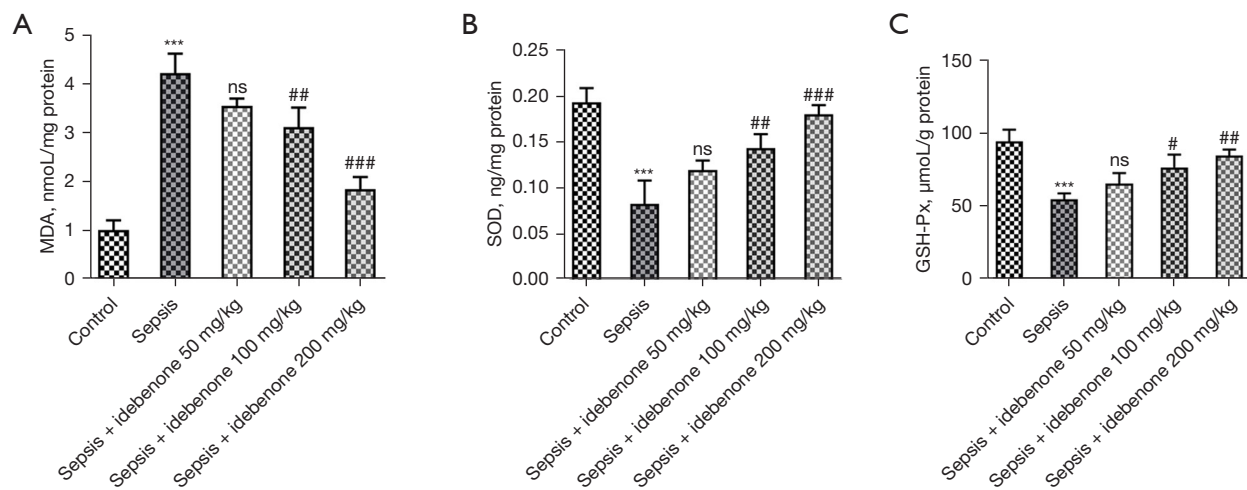 A
MDA, nmoL/mg protein
5
4
3
2
1
0
***
ns
##
###
Control
Sepsis
Sepsis + idebenone 50 mg/kg
Sepsis + idebenone 100 mg/kg
Sepsis + idebenone 200 mg/kg
B
SOD, ng/mg protein
0.25
0.20
0.15
0.10
0.05
0.00
***
ns
##
###
Control
Sepsis
Sepsis + idebenone 50 mg/kg
Sepsis + idebenone 100 mg/kg
Sepsis + idebenone 200 mg/kg
C
GSH-Px, μmoL/g protein
150
100
50
0
***
ns
#
##
Control
Sepsis
Sepsis + idebenone 50 mg/kg
Sepsis + idebenone 100 mg/kg
Sepsis + idebenone 200 mg/kg